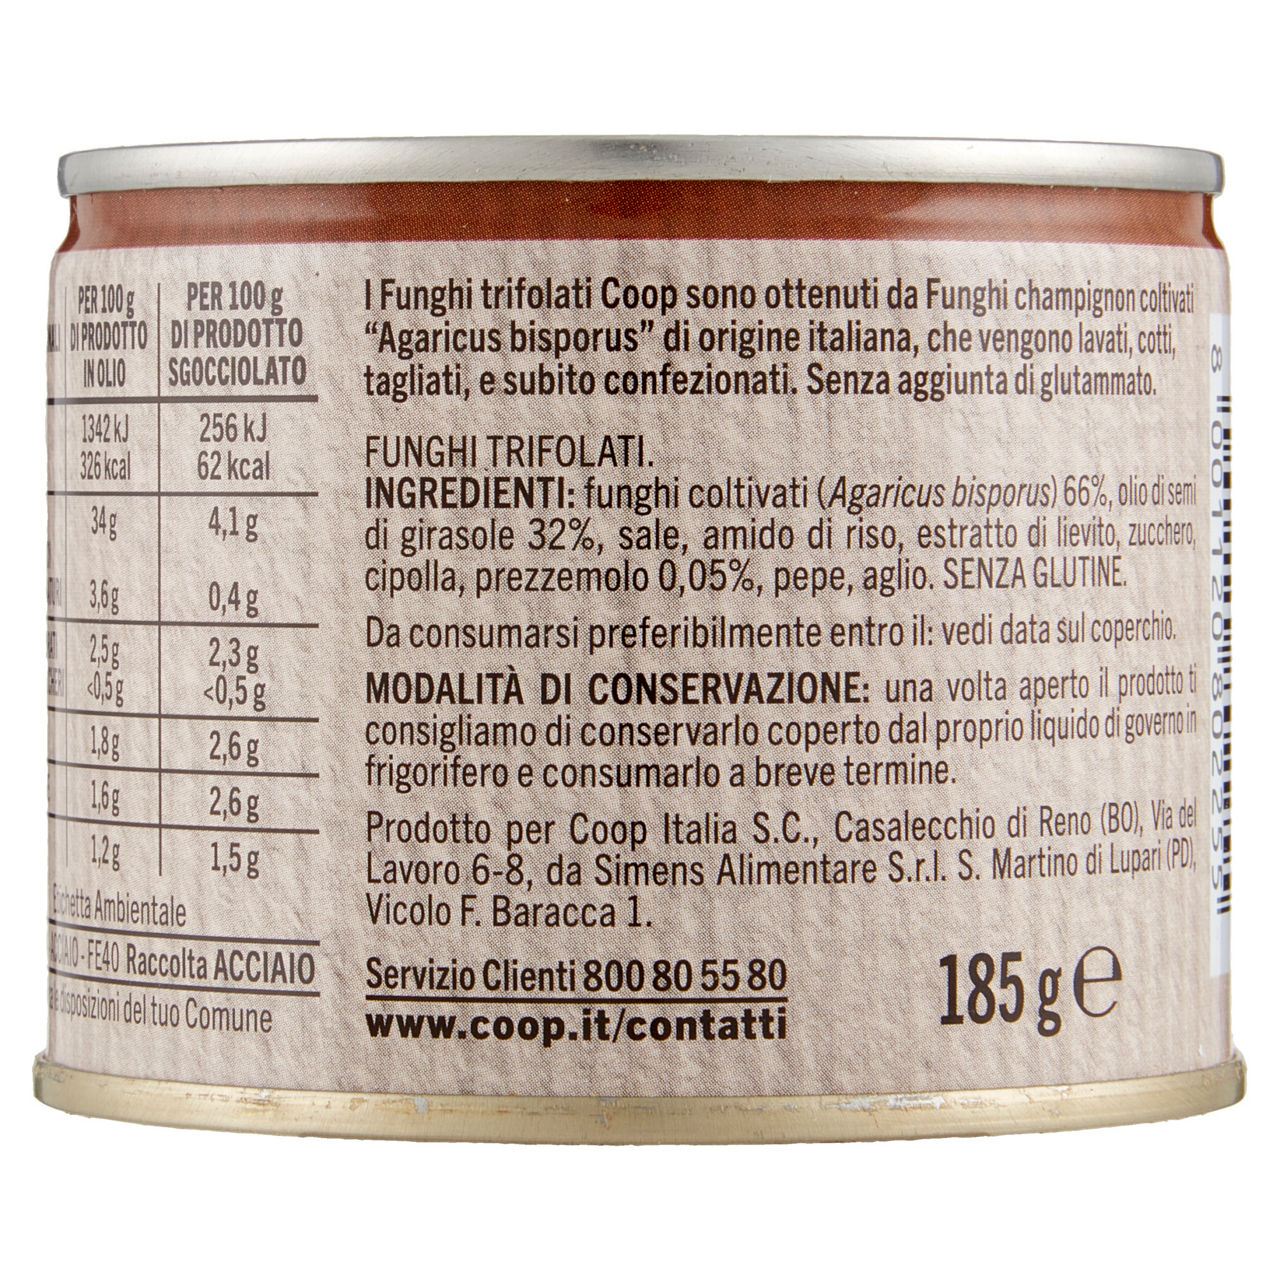 PER 100 g
DI PRODOTTO
IN OLIO
PER 100 g
DI PRODOTTO
SGOCCIOLATO
1342 kJ 256 kJ
326 kcal 62 kcal
34 g 4,1 g
3,6 g 0,4 g
2,5 g 2,3 g
<0,5 g <0,5 g
1,8 g 2,6 g
1,6 g 2,6 g
1,2 g 1,5 g
Etichetta Ambientale
ACCIAIO - FE40 Raccolta ACCIAIO
disposizioni del tuo Comune
I Funghi trifolati Coop sono ottenuti da Funghi champignon coltivati
“Agaricus bisporus” di origine italiana, che vengono lavati, cotti,
tagliati, e subito confezionati. Senza aggiunta di glutammato.
FUNGHI TRIFOLATI.
INGREDIENTI: funghi coltivati (Agaricus bisporus) 66%, olio di semi
di girasole 32%, sale, amido di riso, estratto di lievito, zucchero,
cipolla, prezzemolo 0,05%, pepe, aglio. SENZA GLUTINE.
Da consumarsi preferibilmente entro il: vedi data sul coperchio.
MODALITÀ DI CONSERVAZIONE: una volta aperto il prodotto ti
consigliamo di conservarlo coperto dal proprio liquido di governo in
frigorifero e consumarlo a breve termine.
Prodotto per Coop Italia S.C., Casalecchio di Reno (BO), Via del
Lavoro 6-8, da Simens Alimentare S.r.l. S. Martino di Lupari (PD),
Vicolo F. Baracca 1.
Servizio Clienti 800 80 55 80
www.coop.it/contatti
185 g e